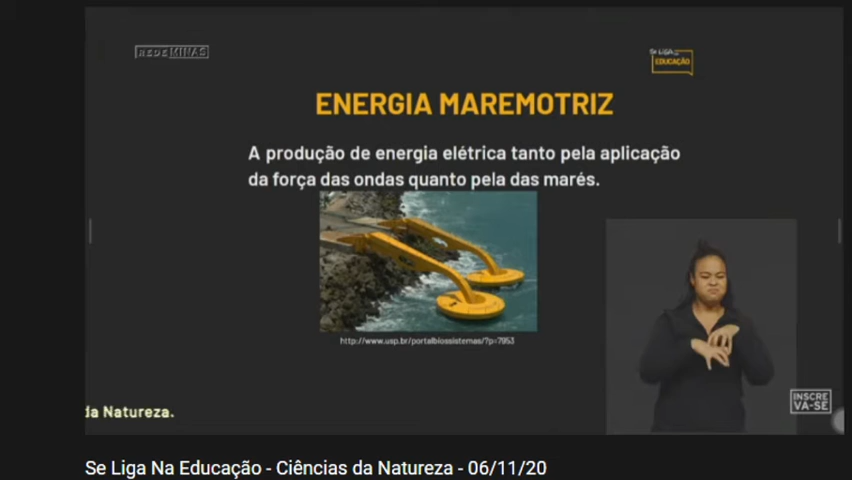 REDE MINAS
Se LIGA NA
EDUCAÇÃO
ENERGIA MAREMOTRIZ
A produção de energia elétrica tanto pela aplicação
da força das ondas quanto pela das marés.
http://www.usp.br/portalbiossistemas/?p=7953
INSCRE
VA-SE
da Natureza.
Se Liga Na Educação - Ciências da Natureza - 06/11/20